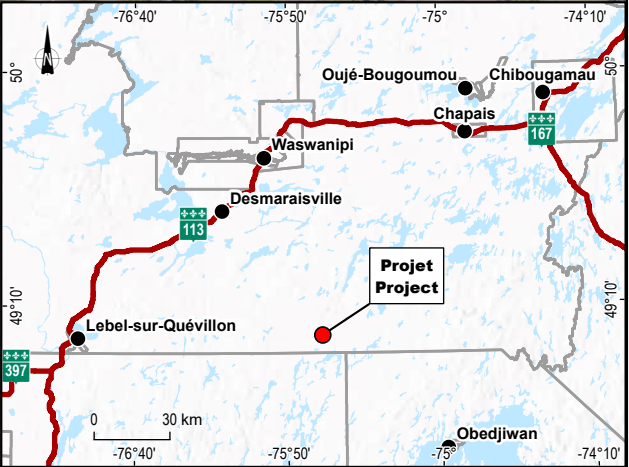 -76°40' -75°50' -75° -74°10'
N
50° 50°
Oujé-Bougoumou Chibougamau
Chapais
167
Waswanipi
Desmaraisville
113
Projet
Project
49°10' 49°10'
Lebel-sur-Quévillon
397
0 30 km
Obedjiwan
-76°40' -75°50' -75° -74°10'